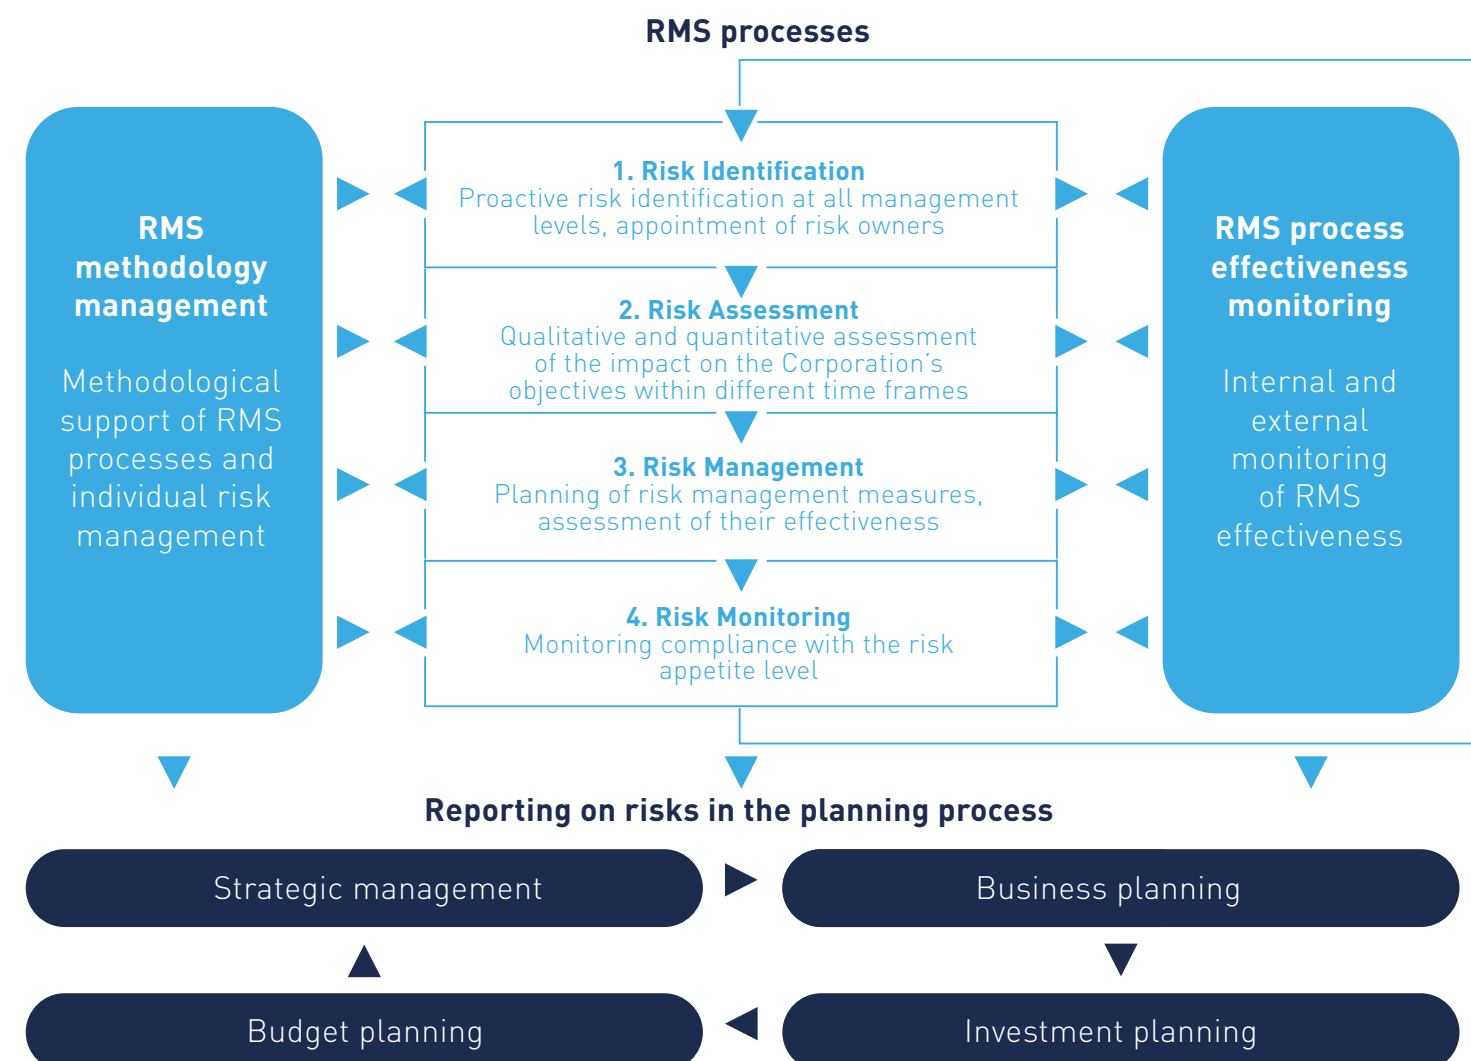 RMS processes
RMS
methodology
management
Methodological
support of RMS
processes and
individual risk
management
1. Risk Identification
Proactive risk identification at all management
levels, appointment of risk owners
2. Risk Assessment
Qualitative and quantitative assessment
of the impact on the Corporation’s
objectives within different time frames
3. Risk Management
Planning of risk management measures,
assessment of their effectiveness
4. Risk Monitoring
Monitoring compliance with the risk
appetite level
RMS process
effectiveness
monitoring
Internal and
external
monitoring
of RMS
effectiveness
Reporting on risks in the planning process
Strategic management
Business planning
Budget planning
Investment planning